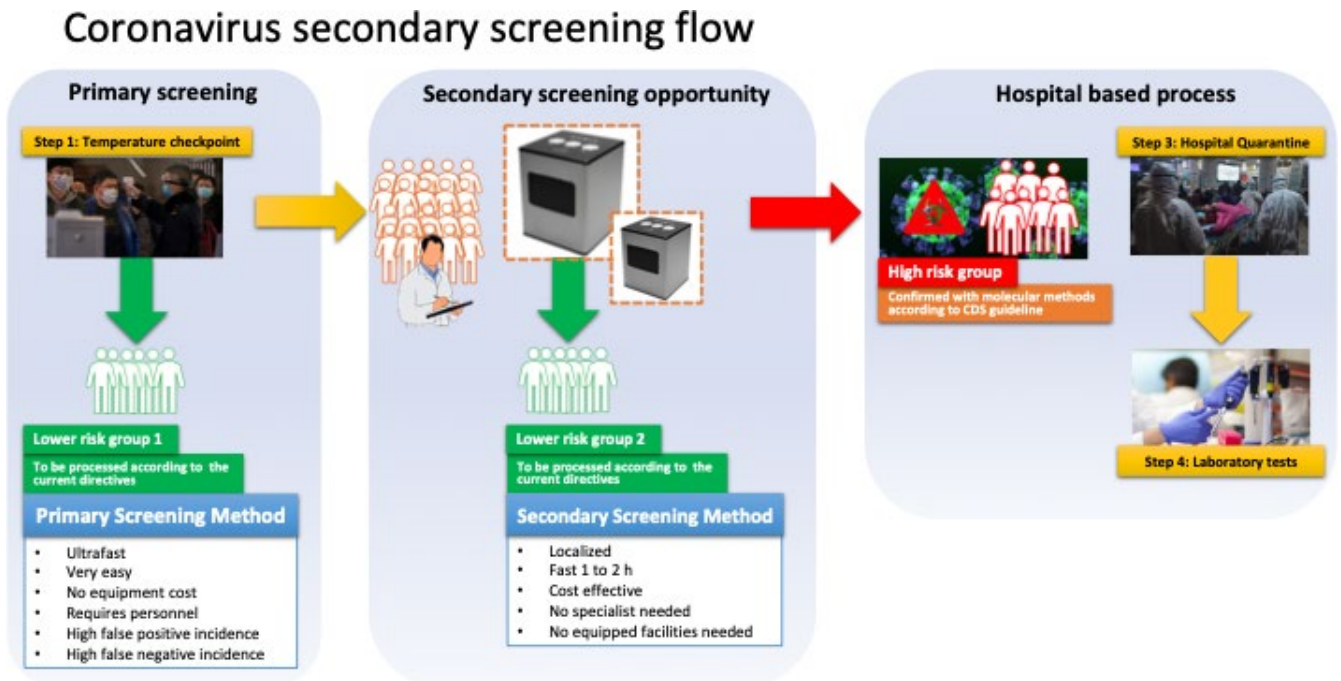 Coronavirus secondary screening flow
Primary screening
Step 1: Temperature checkpoint
Lower risk group 1
To be processed according to the
current directives
Primary Screening Method
• Ultrafast
• Very easy
• No equipment cost
• Requires personnel
• High false positive incidence
• High false negative incidence
Secondary screening opportunity
Lower risk group 2
To be processed according to the
current directives
Secondary Screening Method
• Localized
• Fast 1 to 2 h
• Cost effective
• No specialist needed
• No equipped facilities needed
Hospital based process
High risk group
Confirmed with molecular methods
according to CDS guideline
Step 3: Hospital Quarantine
Step 4: Laboratory tests